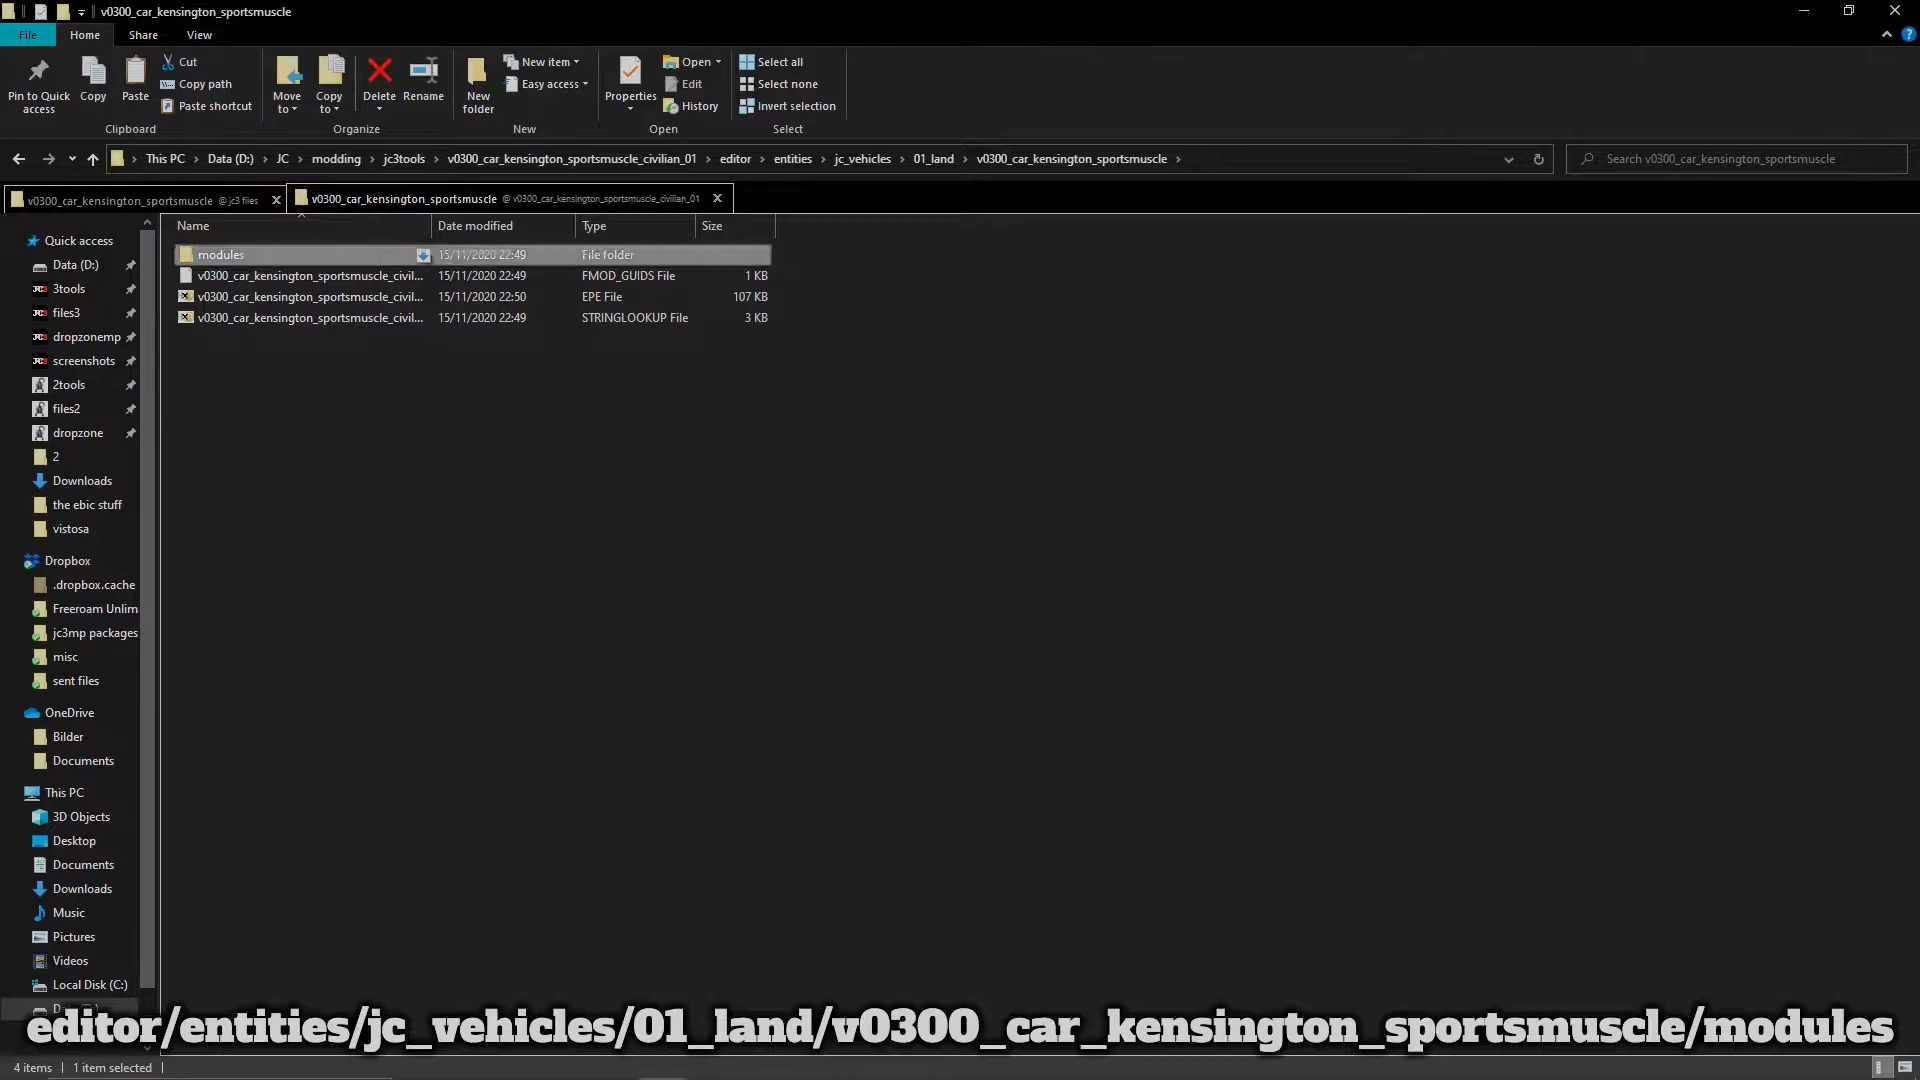 v0300_car_kensington_sportsmuscle
File Home Share View
Pin to Quick access
Copy
Paste
Cut
Copy path
Paste shortcut
Clipboard
Move to
Copy to
Delete
Rename
Organize
New folder
New item
Easy access
New
Properties
Open
Edit
History
Open
Select all
Select none
Invert selection
Select
This PC > Data (D:) > JC > modding > jc3tools > v0300_car_kensington_sportsmuscle_civilian_01 > editor > entities > jc_vehicles > 01_land > v0300_car_kensington_sportsmuscle >
Search v0300_car_kensington_sportsmuscle
v0300_car_kensington_sportsmuscle @ jc3 files
v0300_car_kensington_sportsmuscle @ v0300_car_kensington_sportsmuscle_civilian_01
Name Date modified Type Size
modules 15/11/2020 22:49 File folder
v0300_car_kensington_sportsmuscle_civil... 15/11/2020 22:49 FMOD_GUIDS File 1 KB
v0300_car_kensington_sportsmuscle_civil... 15/11/2020 22:50 EPE File 107 KB
v0300_car_kensington_sportsmuscle_civil... 15/11/2020 22:49 STRINGLOOKUP File 3 KB
Quick access
Data (D:)
3tools
files3
dropzonemp
screenshots
2tools
files2
dropzone
2
Downloads
the ebic stuff
vistosa
Dropbox
.dropbox.cache
Freeroam Unlim
jc3mp packages
misc
sent files
OneDrive
Bilder
Documents
This PC
3D Objects
Desktop
Documents
Downloads
Music
Pictures
Videos
Local Disk (C:)
editor/entities/jc_vehicles/01_land/v0300_car_kensington_sportsmuscle/modules
4 items 1 item selected